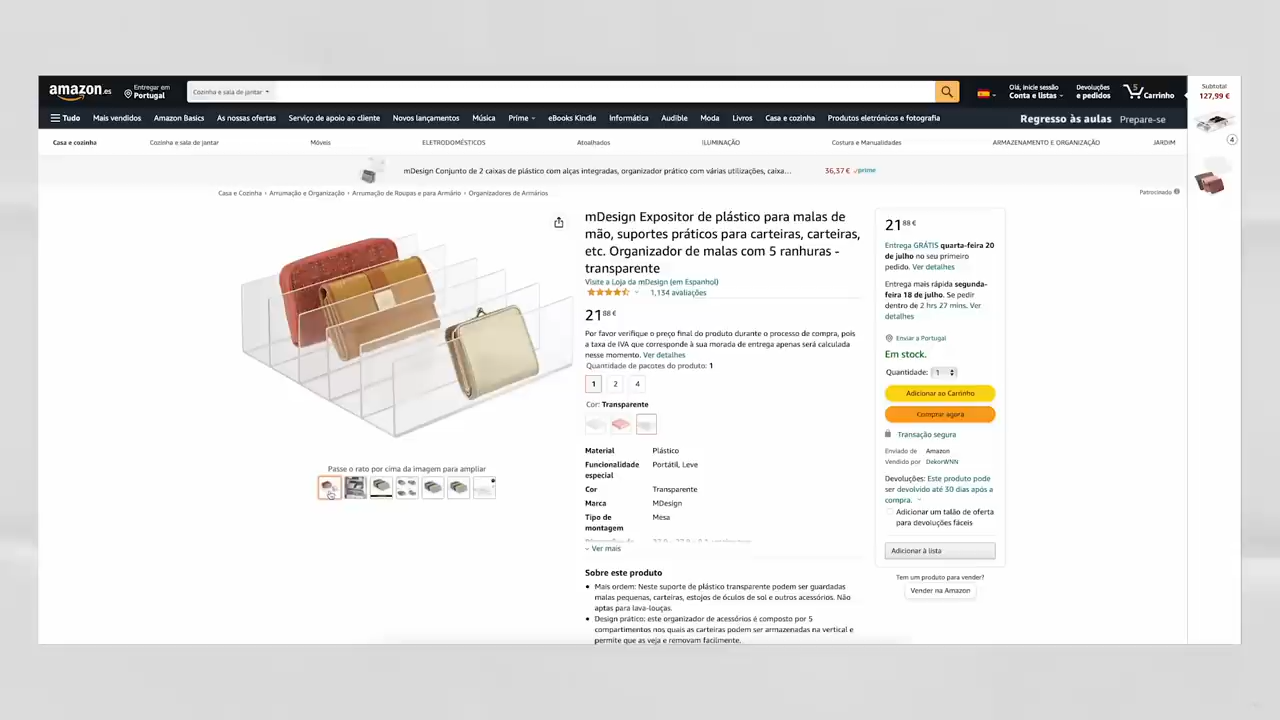 amazon.es
Entregar em
Portugal
Cozinha e sala de jantar
Olá, inicie sessão
Conta e listas
Devoluções
e pedidos
5
Carrinho
Subtotal
127,99 €
4
Tudo
Mais vendidos
Amazon Basics
As nossas ofertas
Serviço de apoio ao cliente
Novos lançamentos
Música
Prime
eBooks Kindle
Informática
Audible
Moda
Livros
Casa e cozinha
Produtos eletrónicos e fotografia
Regresso às aulas Prepare-se
Casa e cozinha
Cozinha e sala de jantar
Móveis
ELETRODOMÉSTICOS
Atoalhados
ILUMINAÇÃO
Costura e Manualidades
ARMAZENAMENTO E ORGANIZAÇÃO
JARDIM
mDesign Conjunto de 2 caixas de plástico com alças integradas, organizador prático com várias utilizações, caixa...
36,37 € prime
Casa e Cozinha › Arrumação e Organização › Arrumação de Roupas e para Armário › Organizadores de Armários
Patrocinado
Passe o rato por cima da imagem para ampliar
mDesign Expositor de plástico para malas de
mão, suportes práticos para carteiras, carteiras,
etc. Organizador de malas com 5 ranhuras -
transparente
Visite a Loja da mDesign (em Espanhol)
1,134 avaliações
21 88 €
Por favor verifique o preço final do produto durante o processo de compra, pois
a taxa de IVA que corresponde à sua morada de entrega apenas será calculada
nesse momento. Ver detalhes
Quantidade de pacotes do produto: 1
1
2
4
Cor: Transparente
Material Plástico
Funcionalidade Portátil, Leve
especial
Cor Transparente
Marca MDesign
Tipo de Mesa
montagem
Ver mais
Sobre este produto
• Mais ordem: Neste suporte de plástico transparente podem ser guardadas
malas pequenas, carteiras, estojos de óculos de sol e outros acessórios. Não
aptas para lava-louças.
• Design prático: este organizador de acessórios é composto por 5
compartimentos nos quais as carteiras podem ser armazenadas na vertical e
permite que as veja e removam facilmente.
21 88 €
Entrega GRÁTIS quarta-feira 20
de julho no seu primeiro
pedido. Ver detalhes
Entrega mais rápida segunda-
feira 18 de julho. Se pedir
dentro de 2 hrs 27 mins. Ver
detalhes
Enviar a Portugal
Em stock.
Quantidade: 1
Adicionar ao Carrinho
Comprar agora
Transação segura
Enviado de Amazon
Vendido por DekorWNN
Devoluções: Este produto pode
ser devolvido até 30 dias após a
compra.
Adicionar um talão de oferta
para devoluções fáceis
Adicionar à lista
Tem um produto para vender?
Vender na Amazon